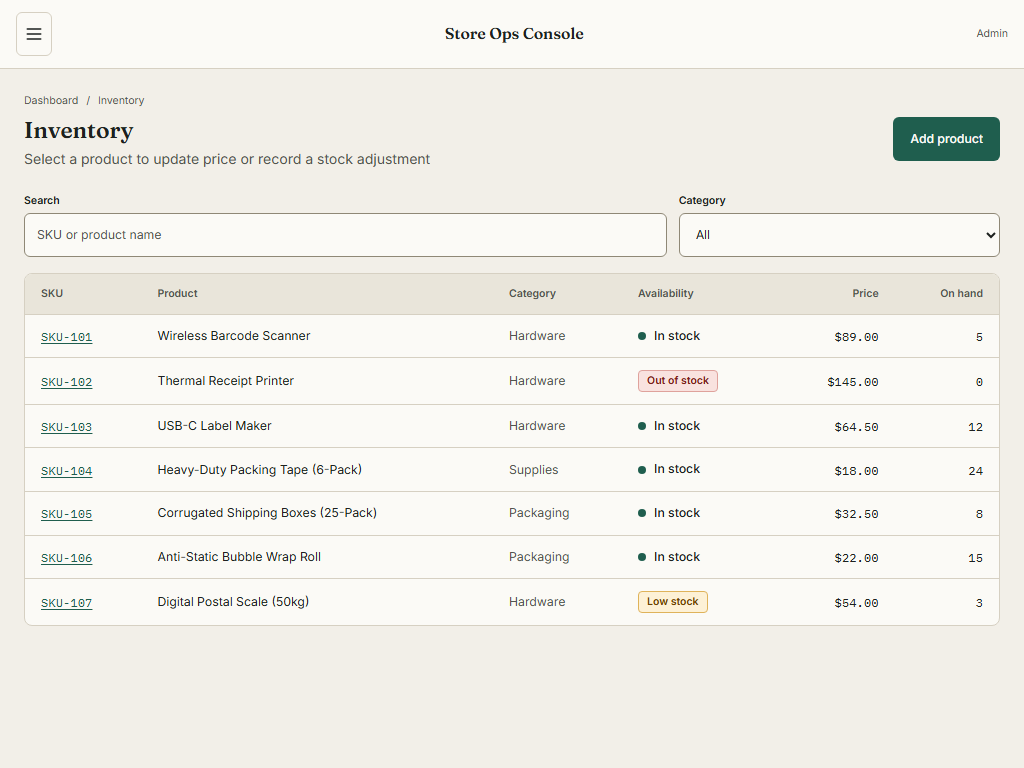 Store Ops Console
Admin
Dashboard / Inventory
Inventory
Select a product to update price or record a stock adjustment
Add product
Search
Category
SKU or product name
All
SKU Product Category Availability Price On hand
SKU-101 Wireless Barcode Scanner Hardware In stock $89.00 5
SKU-102 Thermal Receipt Printer Hardware Out of stock $145.00 0
SKU-103 USB-C Label Maker Hardware In stock $64.50 12
SKU-104 Heavy-Duty Packing Tape (6-Pack) Supplies In stock $18.00 24
SKU-105 Corrugated Shipping Boxes (25-Pack) Packaging In stock $32.50 8
SKU-106 Anti-Static Bubble Wrap Roll Packaging In stock $22.00 15
SKU-107 Digital Postal Scale (50kg) Hardware Low stock $54.00 3